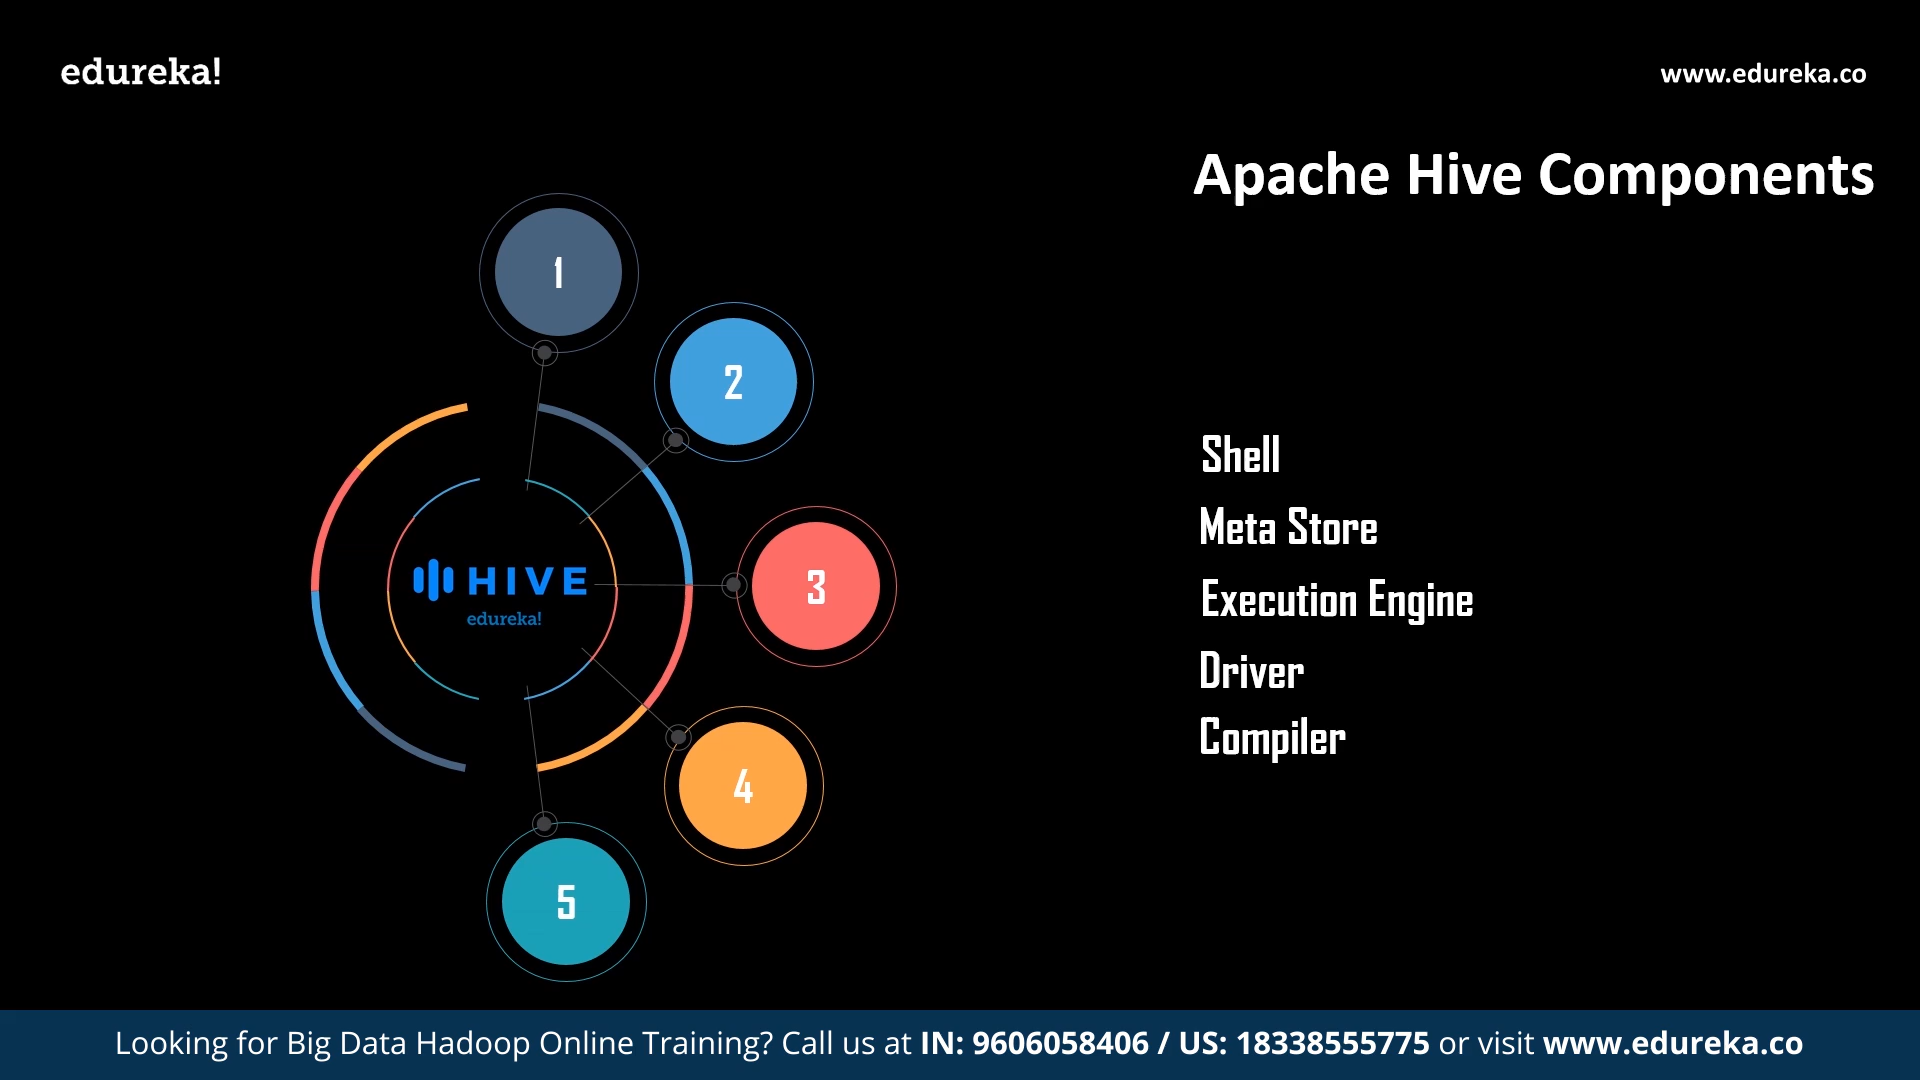 edureka!
www.edureka.co
Apache Hive Components
1
2
3
4
5
HIVE
edureka!
Shell
Meta Store
Execution Engine
Driver
Compiler
Looking for Big Data Hadoop Online Training? Call us at IN: 9606058406 / US: 18338555775 or visit www.edureka.co